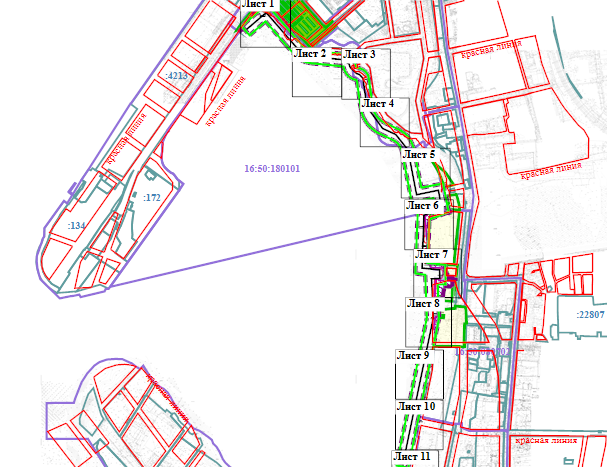 Лист 1
Лист 2
Лист 3
красная линия
:4213
красная линия
Лист 4
красная линия
Лист 5
16:50:180101
красная линия
:172
Лист 6
:134
Лист 7
Лист 8
:22807
Лист 9
красная линия
Лист 10
красная линия
Лист 11